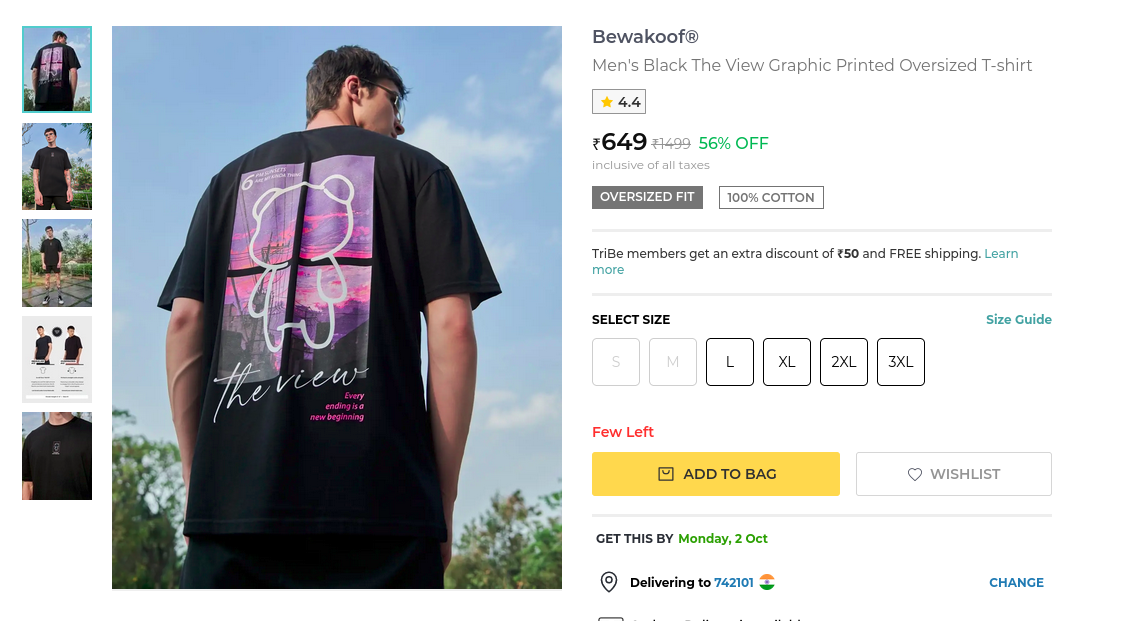 Bewakoof®
Men's Black The View Graphic Printed Oversized T-shirt
4.4
₹649 ₹1499 56% OFF
inclusive of all taxes
OVERSIZED FIT 100% COTTON
TriBe members get an extra discount of ₹50 and FREE shipping. Learn
more
SELECT SIZE Size Guide
S M L XL 2XL 3XL
Few Left
ADD TO BAG WISHLIST
GET THIS BY Monday, 2 Oct
Delivering to 742101 CHANGE
6
the view
Every
ending is a
new beginning